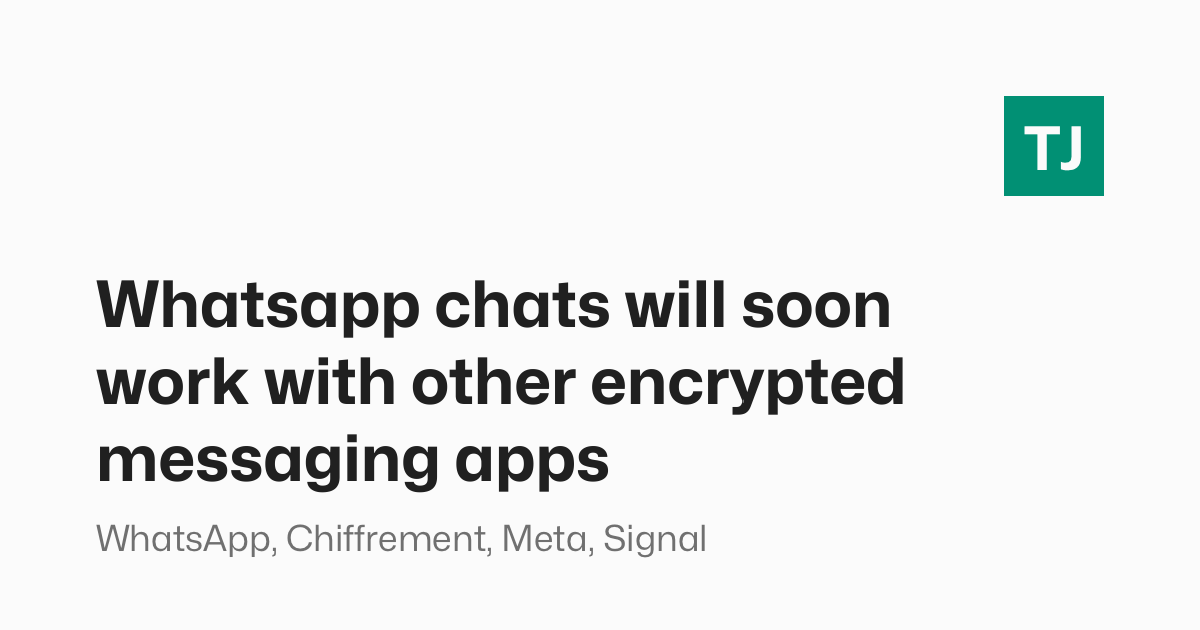 TJ
Whatsapp chats will soon
work with other encrypted
messaging apps
WhatsApp, Chiffrement, Meta, Signal